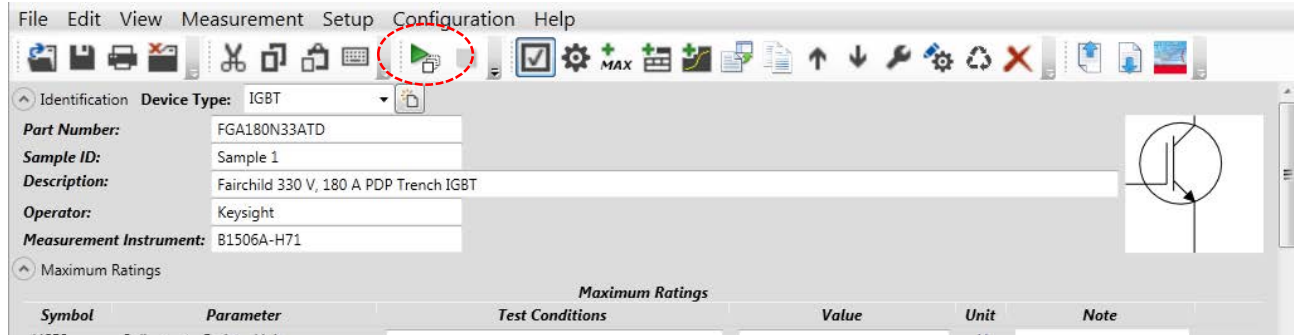 File Edit View Measurement Setup Configuration Help
MAX
Identification Device Type: IGBT
Part Number: FGA180N33ATD
Sample ID: Sample 1
Description: Fairchild 330 V, 180 A PDP Trench IGBT
Operator: Keysight
Measurement Instrument: B1506A-H71
Maximum Ratings
Maximum Ratings
Symbol Parameter Test Conditions Value Unit Note